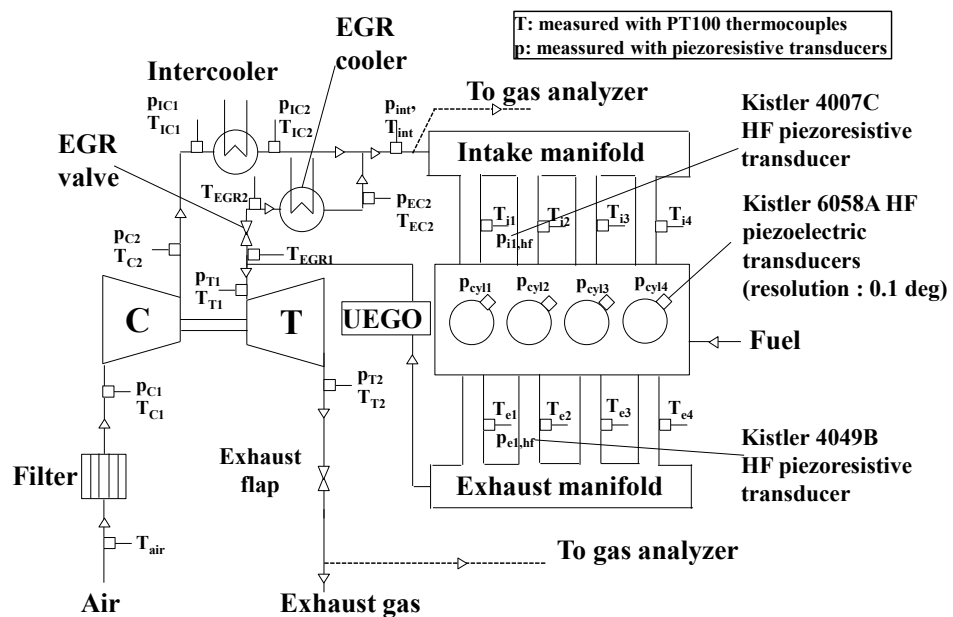 T: measured with PT100 thermocouples
p: meassured with piezoresistive transducers
EGR
cooler
Intercooler
To gas analyzer
Kistler 4007C
HF piezoresistive
transducer
p_IC1
T_IC1
p_IC2
T_IC2
p_int,
T_int
EGR
valve
Intake manifold
T_EGR2
p_EC2
T_EC2
Kistler 6058A HF
piezoelectric
transducers
(resolution : 0.1 deg)
T_i1
T_i2
T_i3
T_i4
p_i1,hf
p_C2
T_C2
T_EGR1
p_T1
T_T1
p_cyl1
p_cyl2
p_cyl3
p_cyl4
C
T
UEGO
Fuel
p_C1
T_C1
p_T2
T_T2
T_e1
T_e2
T_e3
T_e4
p_e1,hf
Kistler 4049B
HF piezoresistive
transducer
Filter
Exhaust
flap
Exhaust manifold
T_air
To gas analyzer
Air
Exhaust gas